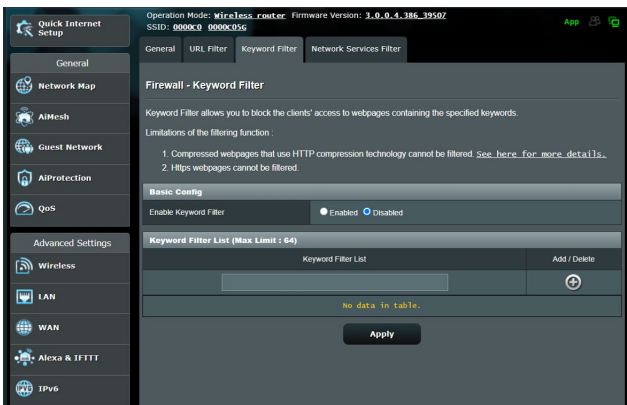 Quick Internet
Setup
General
Network Map
AiMesh
Guest Network
AiProtection
QoS
Advanced Settings
Wireless
LAN
WAN
Alexa & IFTTT
IPv6
Operation Mode: Wireless router Firmware Version: 3.0.0.4.386_39507
SSID: 0000C0 0000C05G
App
General URL Filter Keyword Filter Network Services Filter
Firewall - Keyword Filter
Keyword Filter allows you to block the clients' access to webpages containing the specified keywords.
Limitations of the filtering function :
1. Compressed webpages that use HTTP compression technology cannot be filtered. See here for more details.
2. Https webpages cannot be filtered.
Basic Config
Enable Keyword Filter Enabled Disabled
Keyword Filter List (Max Limit : 64)
Keyword Filter List Add / Delete
No data in table.
Apply